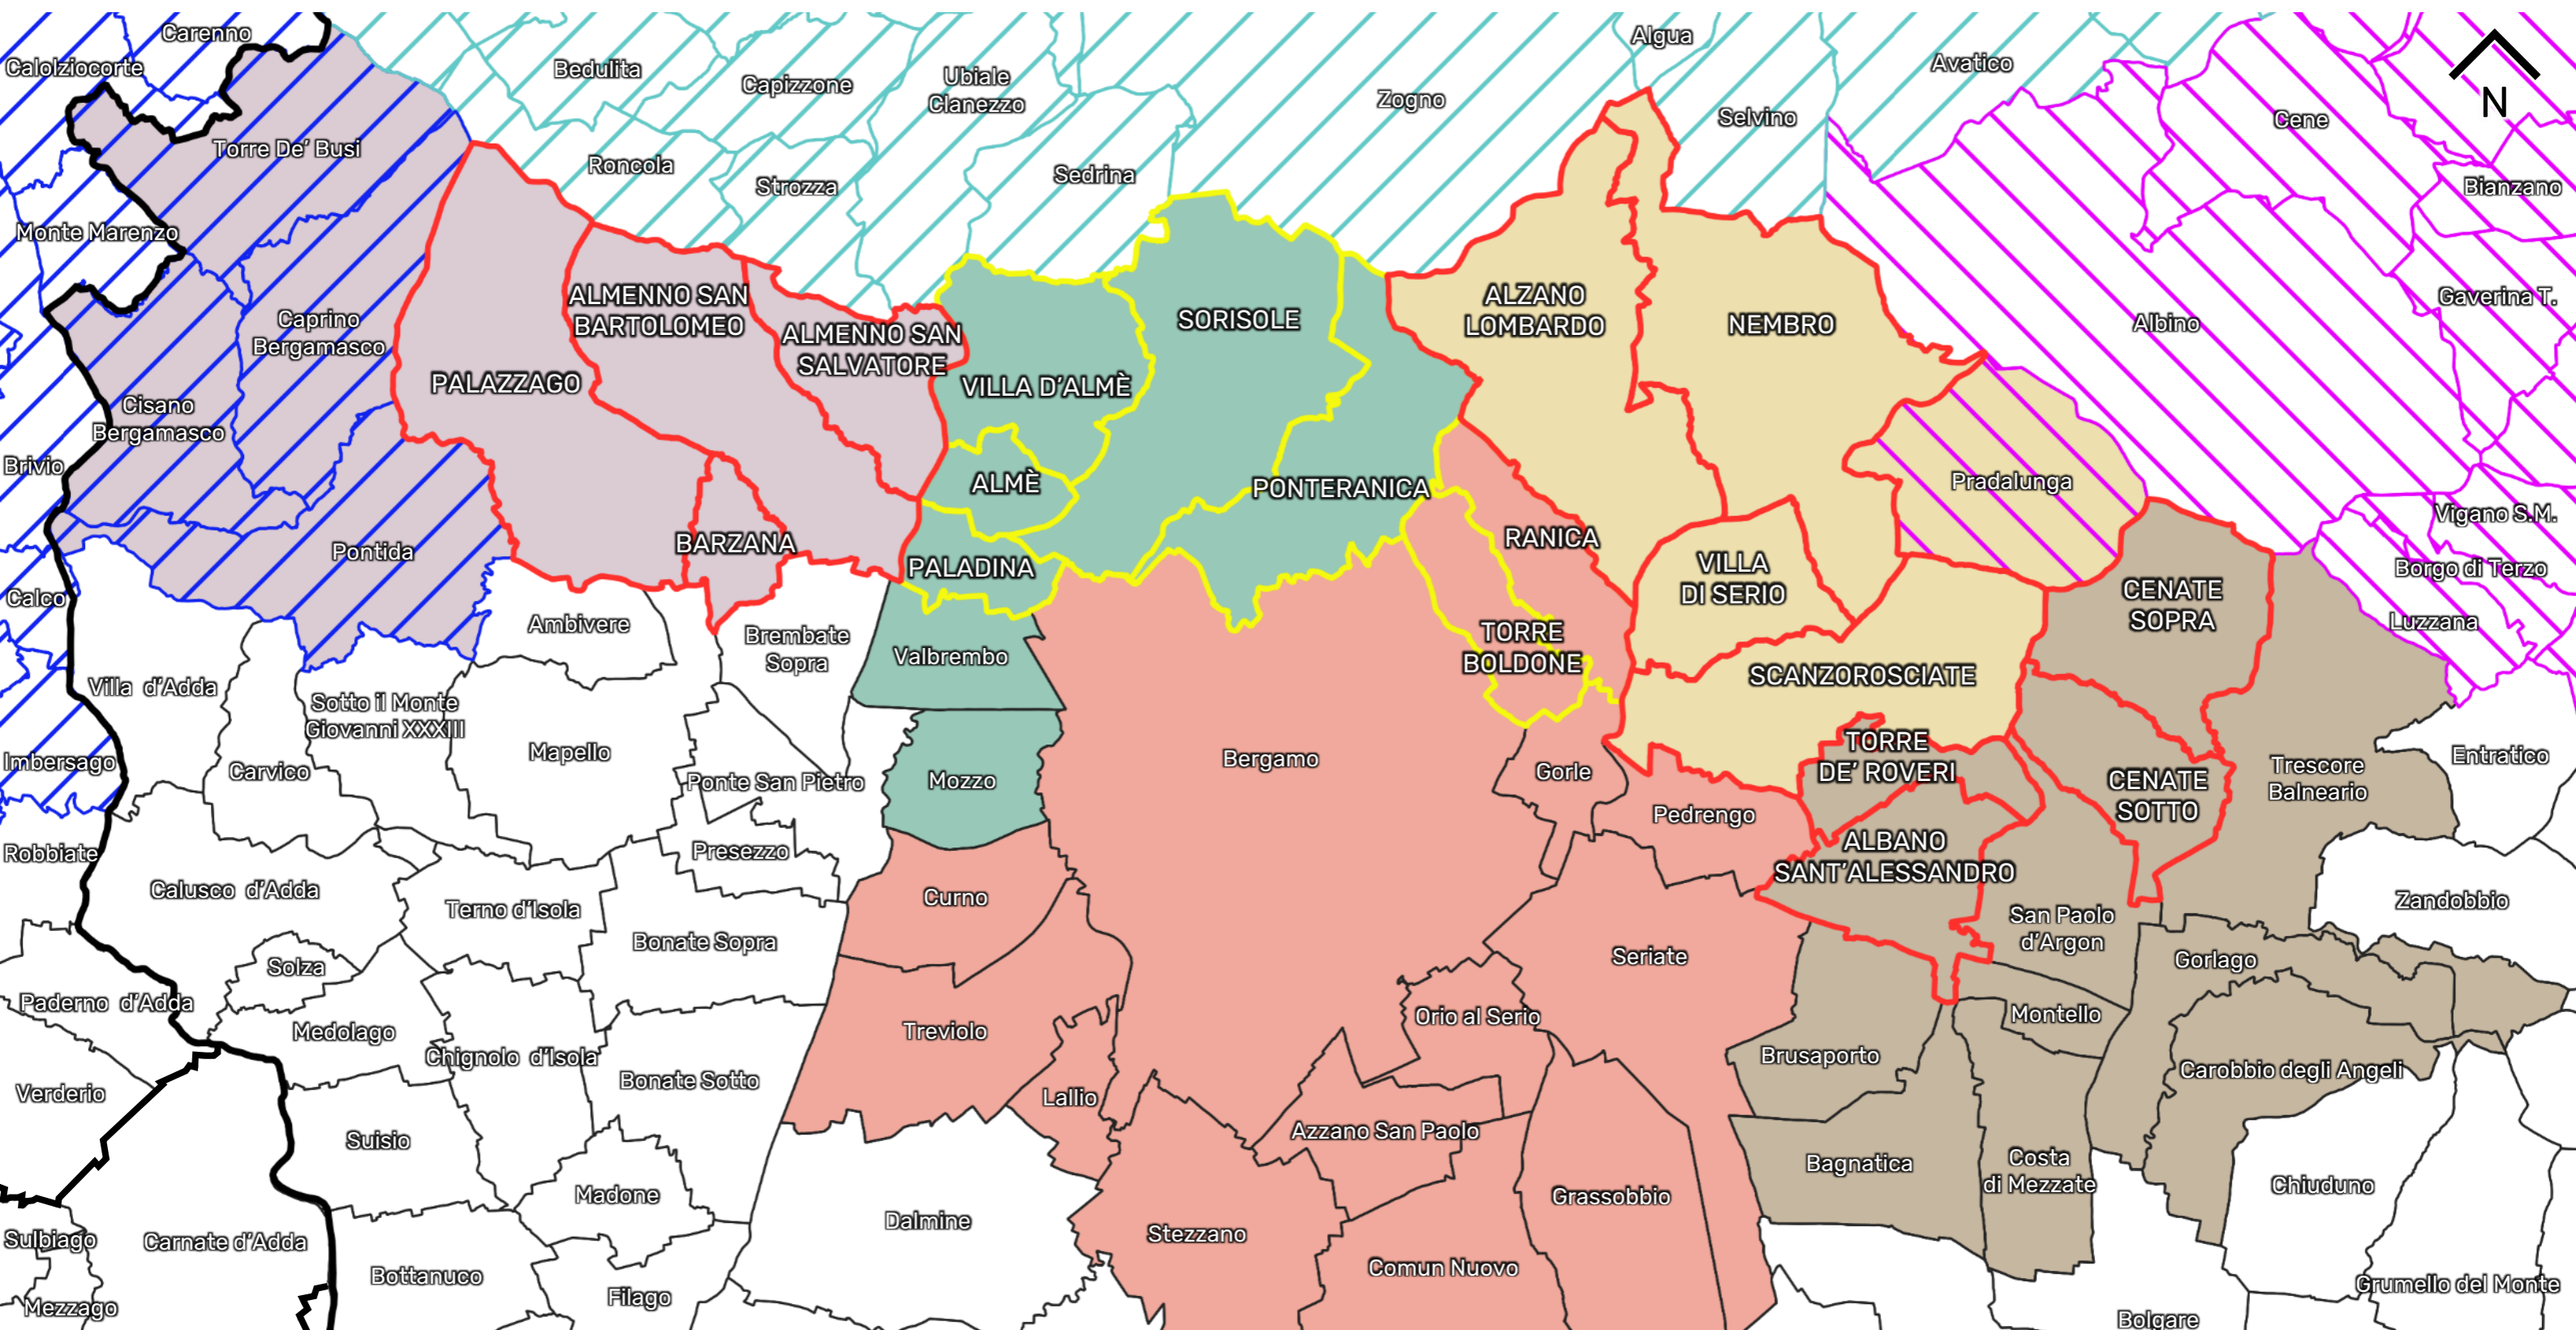 Carenno
Calolziocorte
Bedulita
Capizzone
Ubiale
Clanezzo
Algua
Avatico
Zogno
Selvino
Cene
N
Torre De' Busi
Roncola
Strozza
Sedrina
Bianzano
Monte Marenzo
Caprino
Bergamasco
ALMENNO SAN
BARTOLOMEO
ALMENNO SAN
SALVATORE
SORISOLE
ALZANO
LOMBARDO
NEMBRO
Albino
Gaverina T.
PALAZZAGO
VILLA D'ALMÈ
Cisano
Bergamasco
Brivio
ALMÈ
PONTERANICA
Pradalunga
Vigano S.M.
Pontida
BARZANA
PALADINA
RANICA
VILLA
DI SERIO
CENATE
SOPRA
Borgo di Terzo
Luzzana
Calco
Ambivere
Brembate
Sopra
Valbrembo
TORRE
BOLDONE
SCANZOROSCIATE
Villa d'Adda
Sotto il Monte
Giovanni XXXIII
Mapello
Imbersago
Carvico
Ponte San Pietro
Mozzo
Bergamo
Gorle
TORRE
DE' ROVERI
CENATE
SOTTO
Trescore
Balneario
Entratico
Pedrengo
Robbiate
Presezzo
ALBANO
SANT'ALESSANDRO
Calusco d'Adda
Terno d'Isola
Curno
Zandobbio
San Paolo
d'Argon
Bonate Sopra
Solza
Seriate
Gorlago
Paderno d'Adda
Medolago
Treviolo
Orio al Serio
Montello
Chignolo d'Isola
Brusaporto
Carobbio degli Angeli
Verderio
Bonate Sotto
Lallio
Suisio
Azzano San Paolo
Bagnatica
Costa
di Mezzate
Chiuduno
Madone
Grassobbio
Sulbiago
Carnate d'Adda
Dalmine
Stezzano
Bottanuco
Filago
Comun Nuovo
Grumello del Monte
Mezzago
Bolgare